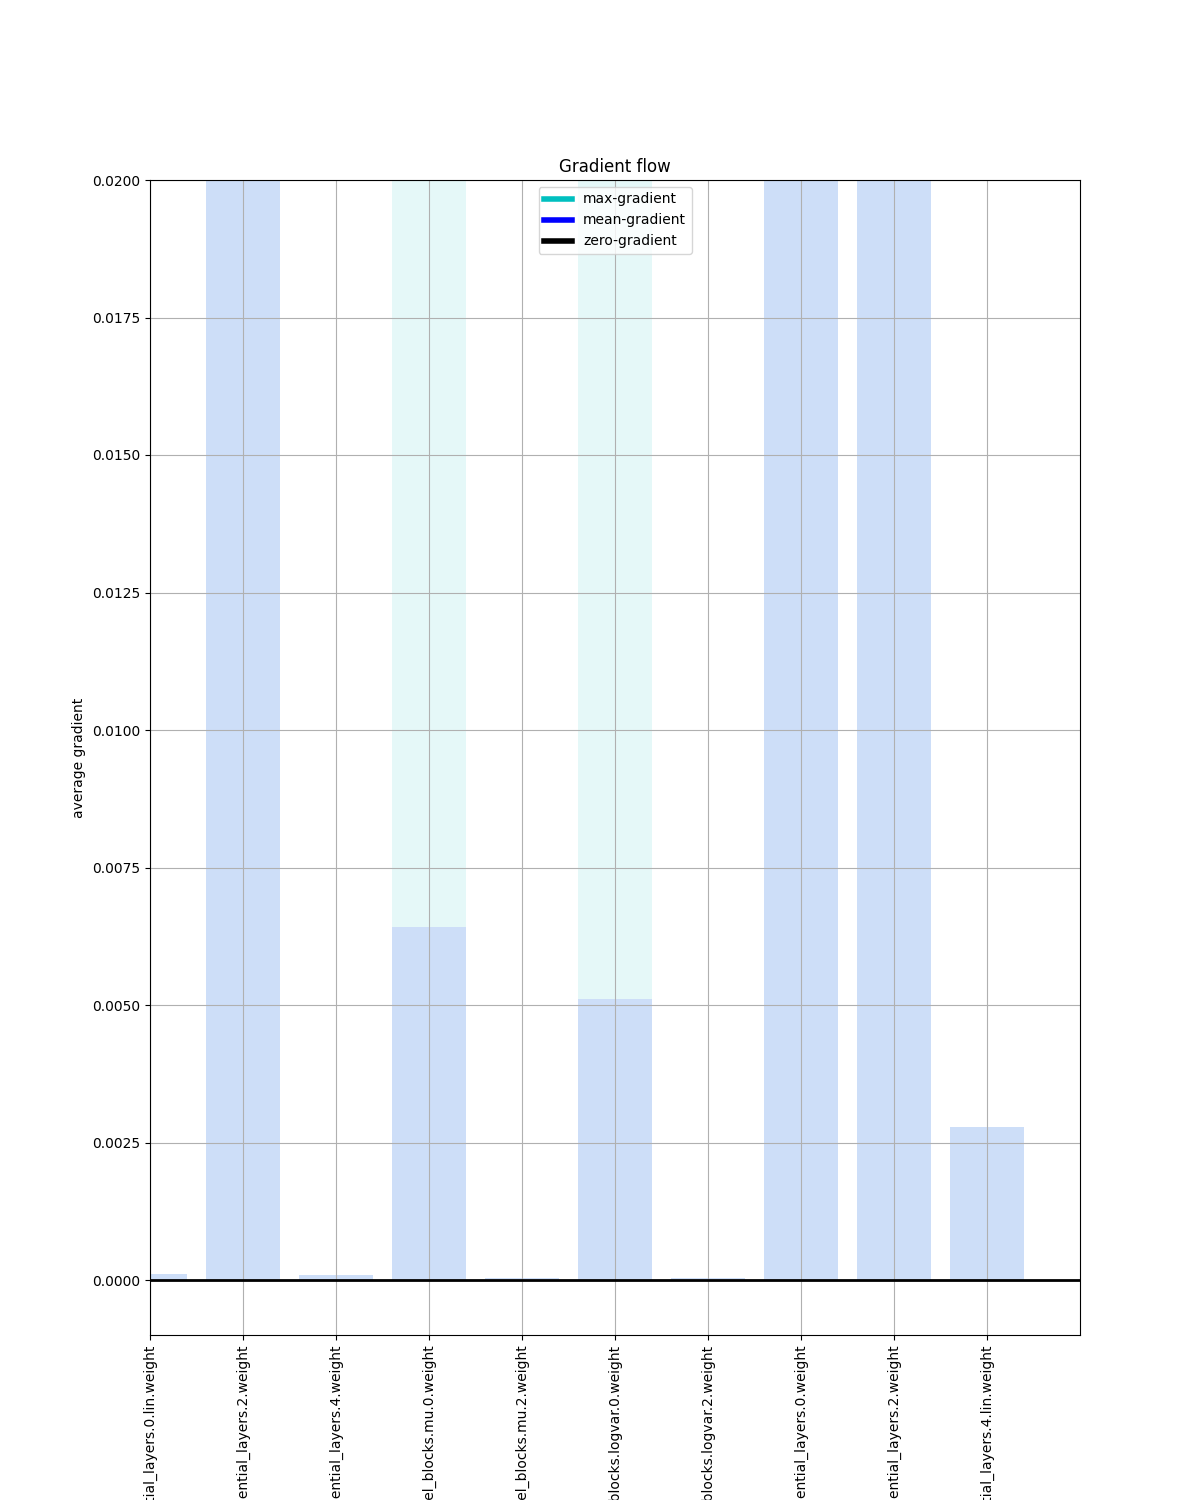 Gradient flow
max-gradient
mean-gradient
zero-gradient
average gradient
0.0200
0.0175
0.0150
0.0125
0.0100
0.0075
0.0050
0.0025
0.0000
tial_layers.0.lin.weight
ential_layers.2.weight
ential_layers.4.weight
el_blocks.mu.0.weight
el_blocks.mu.2.weight
blocks.logvar.0.weight
blocks.logvar.2.weight
ential_layers.0.weight
ential_layers.2.weight
tial_layers.4.lin.weight